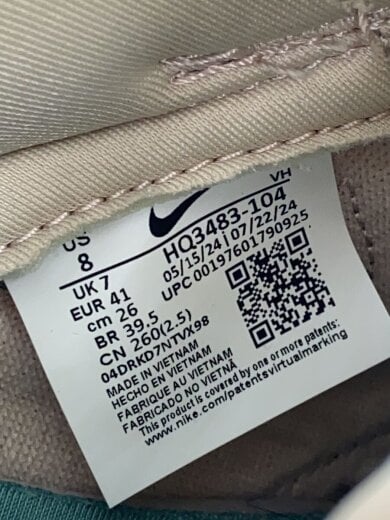 US
8
UK 7
EUR 41
cm 26
BR 39.5
CN 260(2.5)
04DRKD7NTVX98
VH
HQ3483-104
05/15/24 | 07/22/24
UPC 00197601790925
MADE IN VIETNAM
HECHO EN VIETNAM
FABRIQUE AU VIETNAM
FABRICADO NO VIETNÃ
This product is covered by one or more patents:
www.nike.com/patentsvirtualmarking